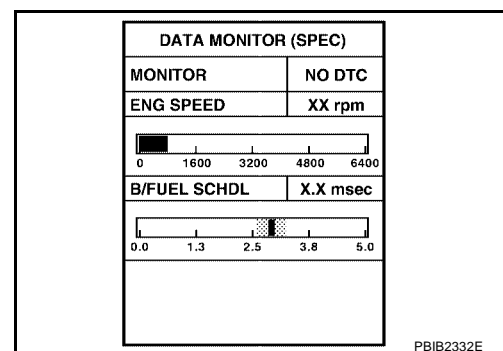 DATA MONITOR (SPEC)
MONITOR NO DTC
ENG SPEED XX rpm
0 1600 3200 4800 6400
B/FUEL SCHDL X.X msec
0.0 1.3 2.5 3.8 5.0
PBIB2332E